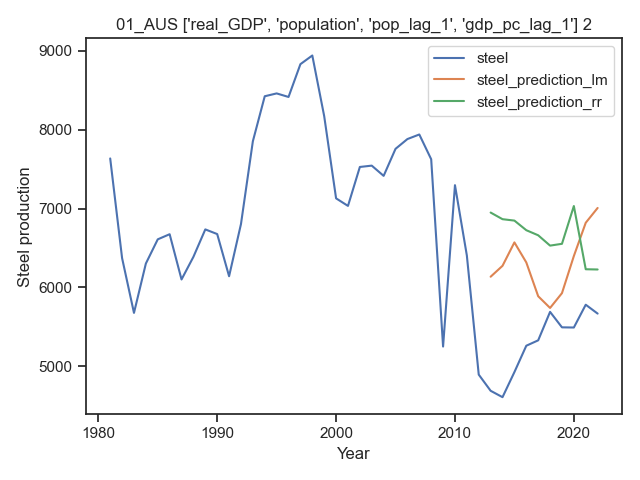 01_AUS ['real_GDP', 'population', 'pop_lag_1', 'gdp_pc_lag_1'] 2
steel
steel_prediction_lm
steel_prediction_rr
Steel production
9000
8000
7000
6000
5000
1980
1990
2000
2010
2020
Year